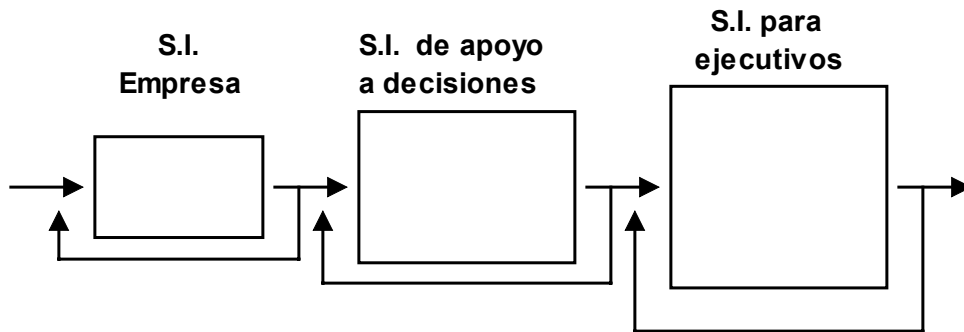 S.I.
Empresa
S.I. de apoyo
a decisiones
S.I. para
ejecutivos